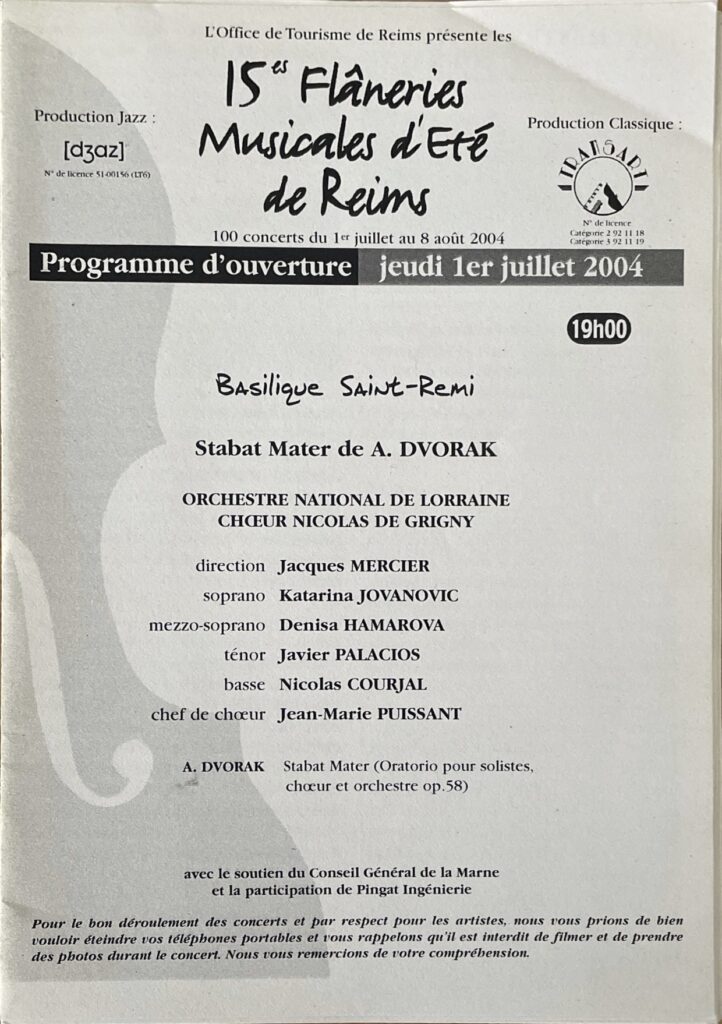 L'Office de Tourisme de Reims présente les
15es Flâneries
Musicales d'Eté
de Reims
Production Jazz :
[dʒaz]
N° de licence 51-00156 (LT6)
Production Classique :
TRANSART
N° de licence
Catégorie 2 92 11 18
Catégorie 3 92 11 19
100 concerts du 1er juillet au 8 août 2004
Programme d'ouverture jeudi 1er juillet 2004
19h00
Basilique Saint-Remi
Stabat Mater de A. DVORAK
ORCHESTRE NATIONAL DE LORRAINE
CHŒUR NICOLAS DE GRIGNY
direction Jacques MERCIER
soprano Katarina JOVANOVIC
mezzo-soprano Denisa HAMAROVA
ténor Javier PALACIOS
basse Nicolas COURJAL
chef de chœur Jean-Marie PUISSANT
A. DVORAK Stabat Mater (Oratorio pour solistes,
chœur et orchestre op.58)
avec le soutien du Conseil Général de la Marne
et la participation de Pingat Ingénierie
Pour le bon déroulement des concerts et par respect pour les artistes, nous vous prions de bien
vouloir éteindre vos téléphones portables et vous rappelons qu'il est interdit de filmer et de prendre
des photos durant le concert. Nous vous remercions de votre compréhension.